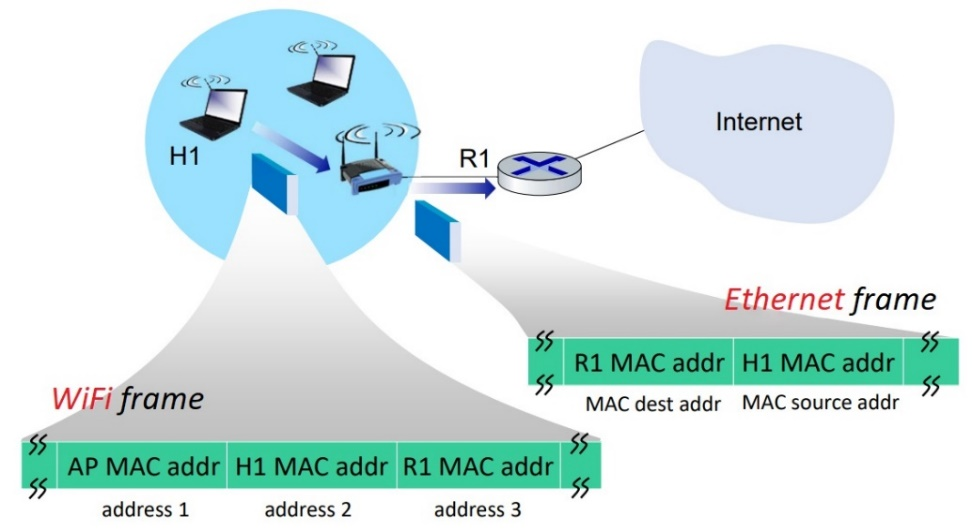 H1
R1
Internet
Ethernet frame
R1 MAC addr H1 MAC addr
MAC dest addr MAC source addr
WiFi frame
AP MAC addr H1 MAC addr R1 MAC addr
address 1 address 2 address 3